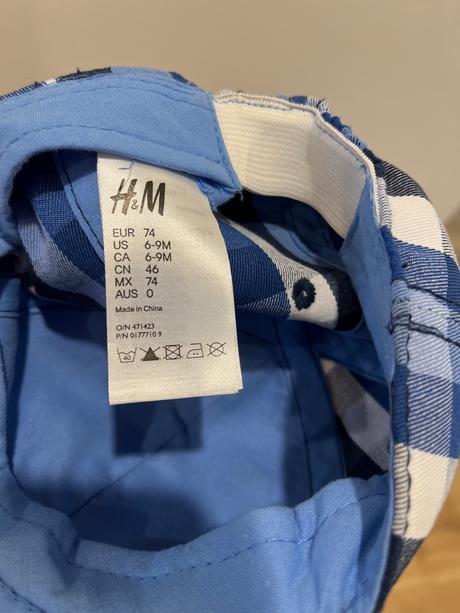 H&M
EUR 74
US 6-9M
CA 6-9M
CN 46
MX 74
AUS 0
Made in China
O/N 471423
P/N 0177710 9
40